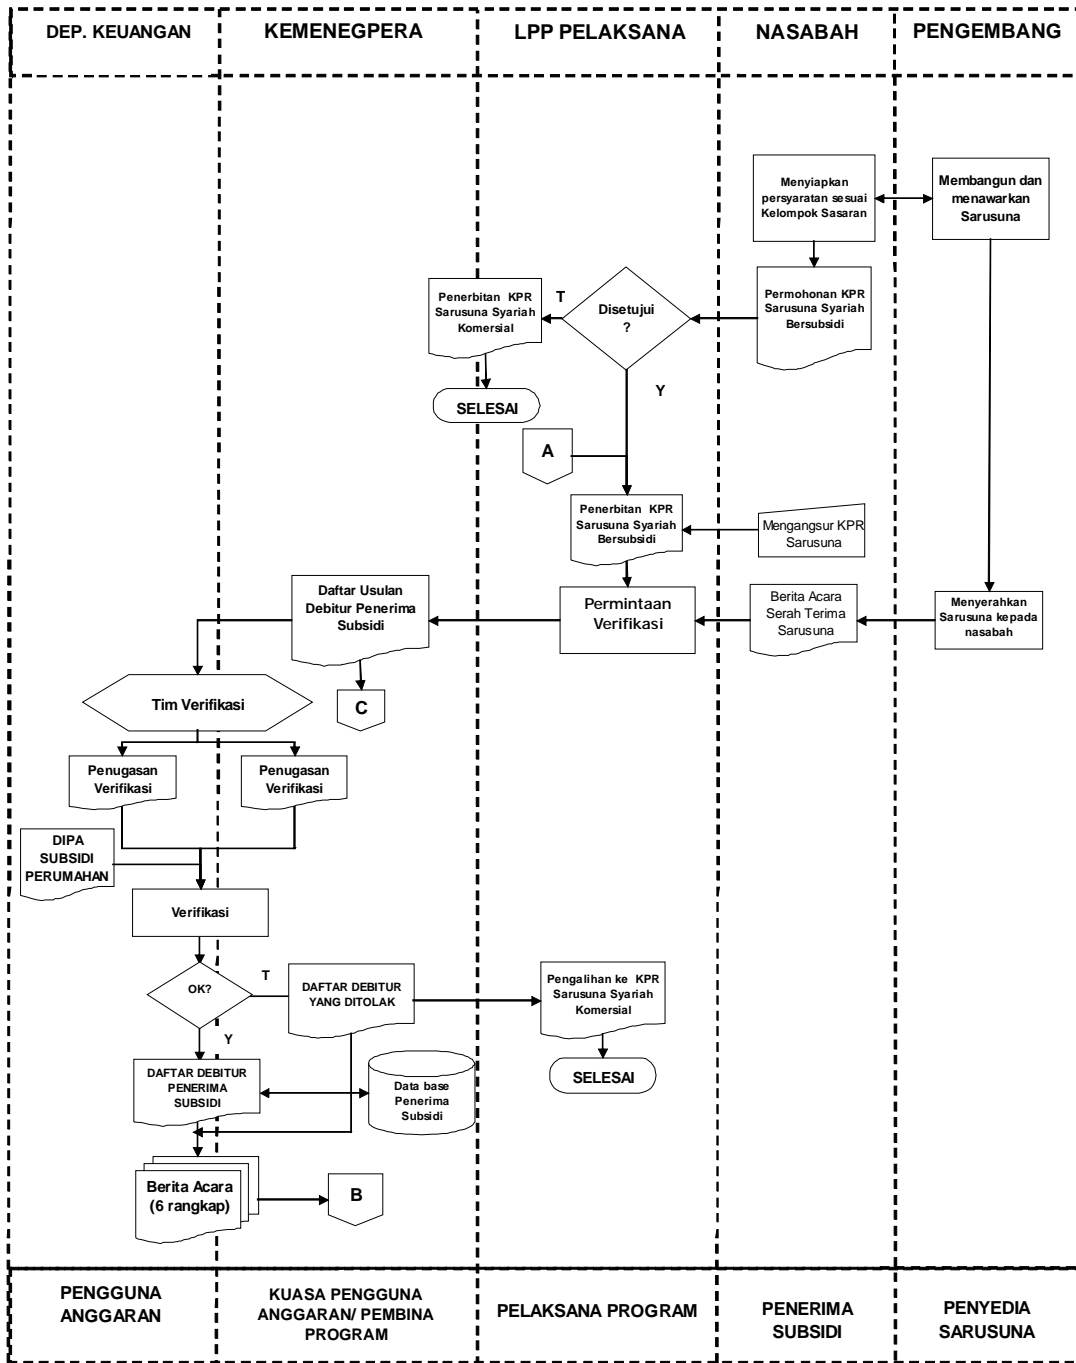 DEP. KEUANGAN
KEMENEGPERA
LPP PELAKSANA
NASABAH
PENGEMBANG
Menyiapkan
persyaratan sesuai
Kelompok Sasaran
Membangun dan
menawarkan
Sarusuna
Penerbitan KPR
Sarusuna Syariah
Komersial
T
Disetujui
?
Permohonan KPR
Sarusuna Syariah
Bersubsidi
Y
SELESAI
A
Penerbitan KPR
Sarusuna Syariah
Bersubsidi
Mengangsur KPR
Sarusuna
Daftar Usulan
Debitur Penerima
Subsidi
Permintaan
Verifikasi
Berita Acara
Serah Terima
Sarusuna
Menyerahkan
Sarusuna kepada
nasabah
C
Tim Verifikasi
Penugasan
Verifikasi
Penugasan
Verifikasi
DIPA
SUBSIDI
PERUMAHAN
Verifikasi
OK?
T
DAFTAR DEBITUR
YANG DITOLAK
Pengalihan ke KPR
Sarusuna Syariah
Komersial
Y
SELESAI
DAFTAR DEBITUR
PENERIMA
SUBSIDI
Data base
Penerima
Subsidi
Berita Acara
(6 rangkap)
B
PENGGUNA
ANGGARAN
KUASA PENGGUNA
ANGGARAN/ PEMBINA
PROGRAM
PELAKSANA PROGRAM
PENERIMA
SUBSIDI
PENYEDIA
SARUSUNA